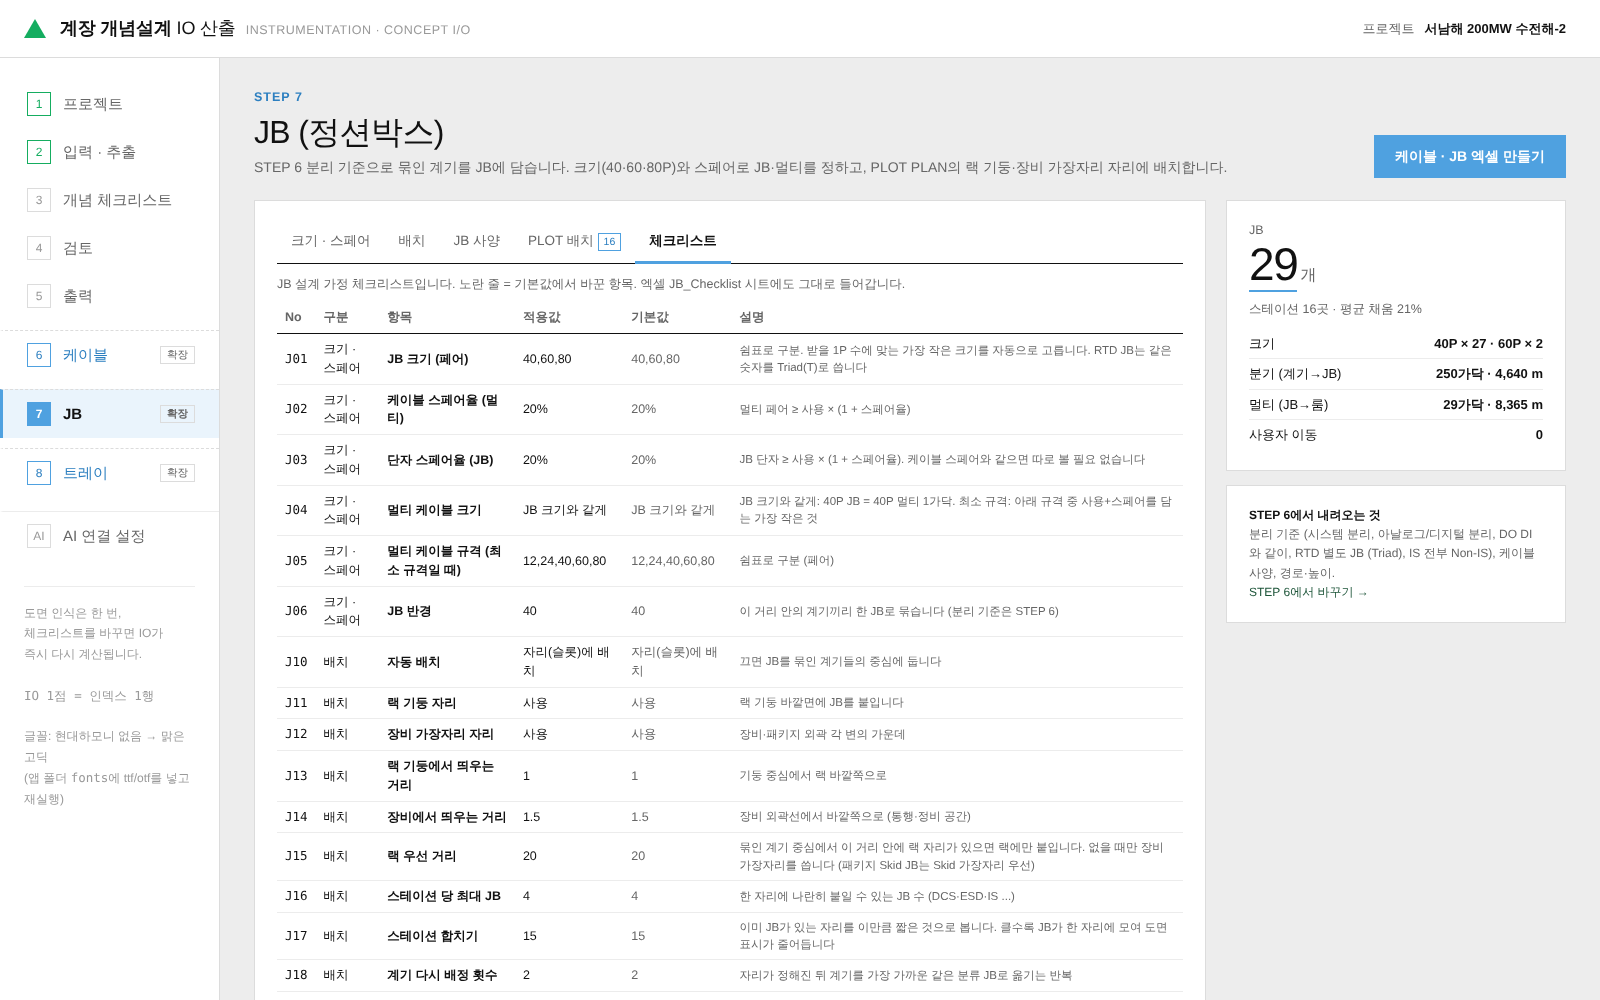 계장 개념설계 IO 산출 INSTRUMENTATION · CONCEPT I/O
프로젝트 서남해 200MW 수전해-2
1 프로젝트
2 입력 · 추출
3 개념 체크리스트
4 검토
5 출력
6 케이블 확장
7 JB 확장
8 트레이 확장
AI AI 연결 설정
도면 인식은 한 번,
체크리스트를 바꾸면 IO가
즉시 다시 계산됩니다.
IO 1점 = 인덱스 1행
글꼴: 현대하모니 없음 → 맑은
고딕
(앱 폴더 fonts에 ttf/otf를 넣고
재실행)
STEP 7
JB (정션박스)
STEP 6 분리 기준으로 묶인 계기를 JB에 담습니다. 크기(40·60·80P)와 스페어로 JB·멀티를 정하고, PLOT PLAN의 랙 기둥·장비 가장자리 자리에 배치합니다.
케이블 · JB 엑셀 만들기
크기 · 스페어 배치 JB 사양 PLOT 배치 16 체크리스트
JB 설계 가정 체크리스트입니다. 노란 줄 = 기본값에서 바꾼 항목. 엑셀 JB_Checklist 시트에도 그대로 들어갑니다.
No 구분 항목 적용값 기본값 설명
J01 크기 · 스페어 JB 크기 (페어) 40,60,80 40,60,80 쉼표로 구분. 받을 1P 수에 맞는 가장 작은 크기를 자동으로 고릅니다. RTD JB는 같은
숫자를 Triad(T)로 씁니다
J02 크기 · 스페어 케이블 스페어율 (멀티) 20% 20% 멀티 페어 ≥ 사용 × (1 + 스페어율)
J03 크기 · 스페어 단자 스페어율 (JB) 20% 20% JB 단자 ≥ 사용 × (1 + 스페어율). 케이블 스페어와 같으면 따로 볼 필요 없습니다
J04 크기 · 스페어 멀티 케이블 크기 JB 크기와 같게 JB 크기와 같게 JB 크기와 같게: 40P JB = 40P 멀티 1가닥. 최소 규격: 아래 규격 중 사용+스페어를 담
는 가장 작은 것
J05 크기 · 스페어 멀티 케이블 규격 (최소 규격일 때) 12,24,40,60,80 12,24,40,60,80 쉼표로 구분 (페어)
J06 크기 · 스페어 JB 반경 40 40 이 거리 안의 계기끼리 한 JB로 묶습니다 (분리 기준은 STEP 6)
J10 배치 자동 배치 자리(슬롯)에 배치 자리(슬롯)에 배치 끄면 JB를 묶인 계기들의 중심에 둡니다
J11 배치 랙 기둥 자리 사용 사용 랙 기둥 바깥면에 JB를 붙입니다
J12 배치 장비 가장자리 자리 사용 사용 장비·패키지 외곽 각 변의 가운데
J13 배치 랙 기둥에서 띄우는 거리 1 1 기둥 중심에서 랙 바깥쪽으로
J14 배치 장비에서 띄우는 거리 1.5 1.5 장비 외곽선에서 바깥쪽으로 (통행·정비 공간)
J15 배치 랙 우선 거리 20 20 묶인 계기 중심에서 이 거리 안에 랙 자리가 있으면 랙에만 붙입니다. 없을 때만 장비
가장자리를 씁니다 (패키지 Skid JB는 Skid 가장자리 우선)
J16 배치 스테이션 당 최대 JB 4 4 한 자리에 나란히 붙일 수 있는 JB 수 (DCS·ESD·IS ...)
J17 배치 스테이션 합치기 15 15 이미 JB가 있는 자리를 이만큼 짧은 것으로 봅니다. 클수록 JB가 한 자리에 모여 도면
표시가 줄어듭니다
J18 배치 계기 다시 배정 횟수 2 2 자리가 정해진 뒤 계기를 가장 가까운 같은 분류 JB로 옮기는 반복
JB
29 개
스테이션 16곳 · 평균 채움 21%
크기 40P × 27 · 60P × 2
분기 (계기→JB) 250가닥 · 4,640 m
멀티 (JB→룸) 29가닥 · 8,365 m
사용자 이동 0
STEP 6에서 내려오는 것
분리 기준 (시스템 분리, 아날로그/디지털 분리, DO DI
와 같이, RTD 별도 JB (Triad), IS 전부 Non-IS), 케이블
사양, 경로·높이.
STEP 6에서 바꾸기 →